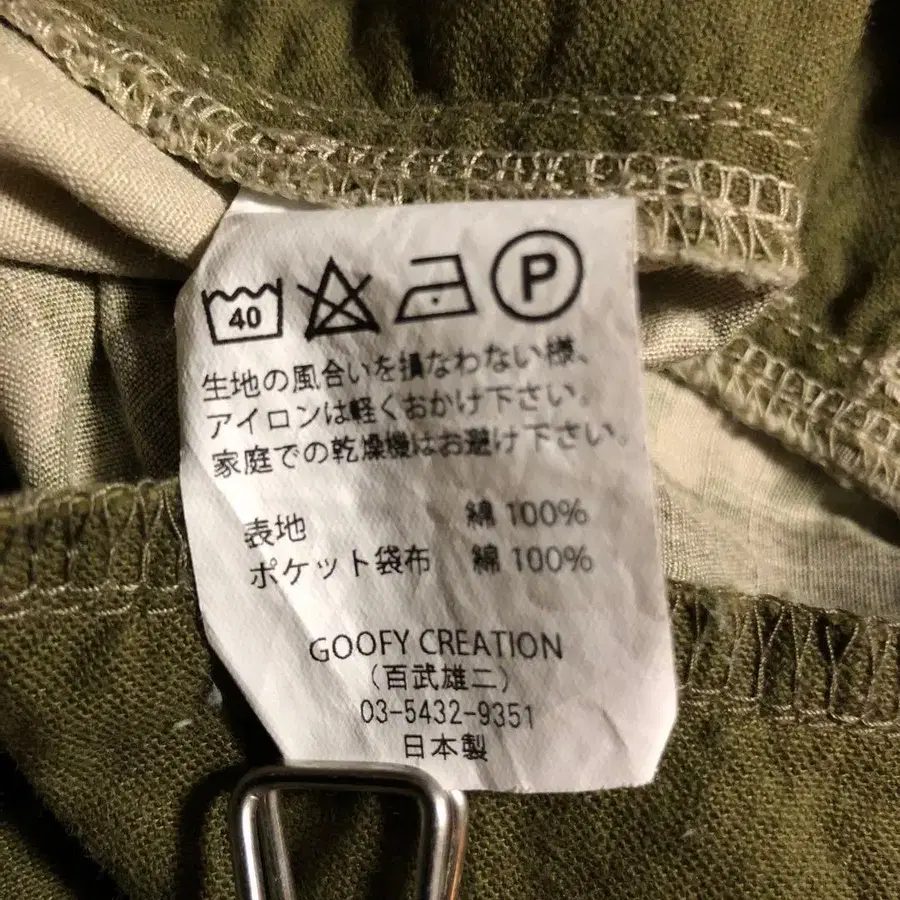 40 P
生地の風合いを損なわない様、
アイロンは軽くおかけ下さい。
家庭での乾燥機はお避け下さい。
表地 綿 100%
ポケット袋布 綿 100%
GOOFY CREATION
（百武雄二）
03-5432-9351
日本製